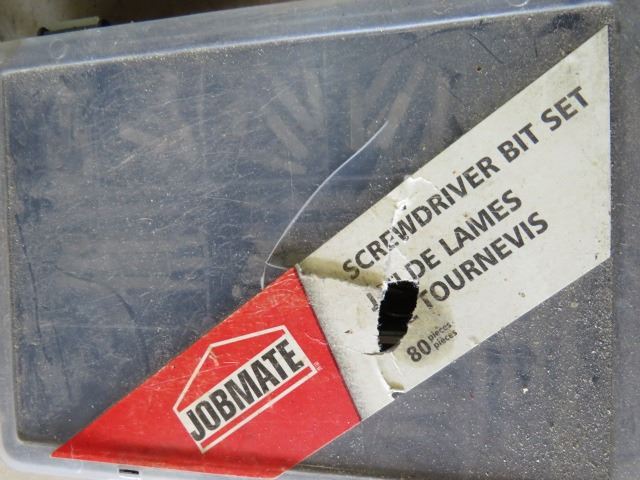 SCREWDRIVER BIT SET
DE LAMES
TOURNEVIS
80 pieces
pièces
JOBMATE